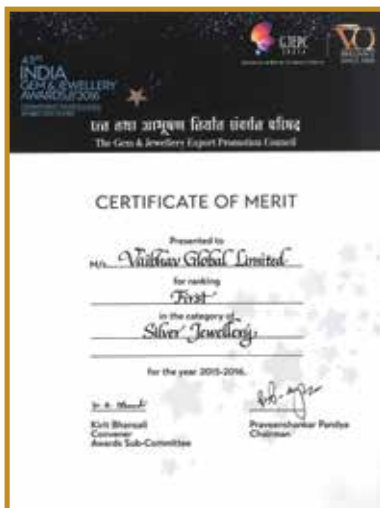 43RD
INDIA
GEM & JEWELLERY
AWARDS 2016
GJEPC
INDIA
रत्न तथा आभूषण निर्यात संवर्धन परिषद
The Gem & Jewellery Export Promotion Council
CERTIFICATE OF MERIT
Presented to
M/s. Vaibhav Global Limited
for ranking
First
in the category of
Silver Jewellery
for the year 2015-2016.
Kirit Bhansali
Convener
Awards Sub-Committee
Praveenshankar Pandya
Chairman